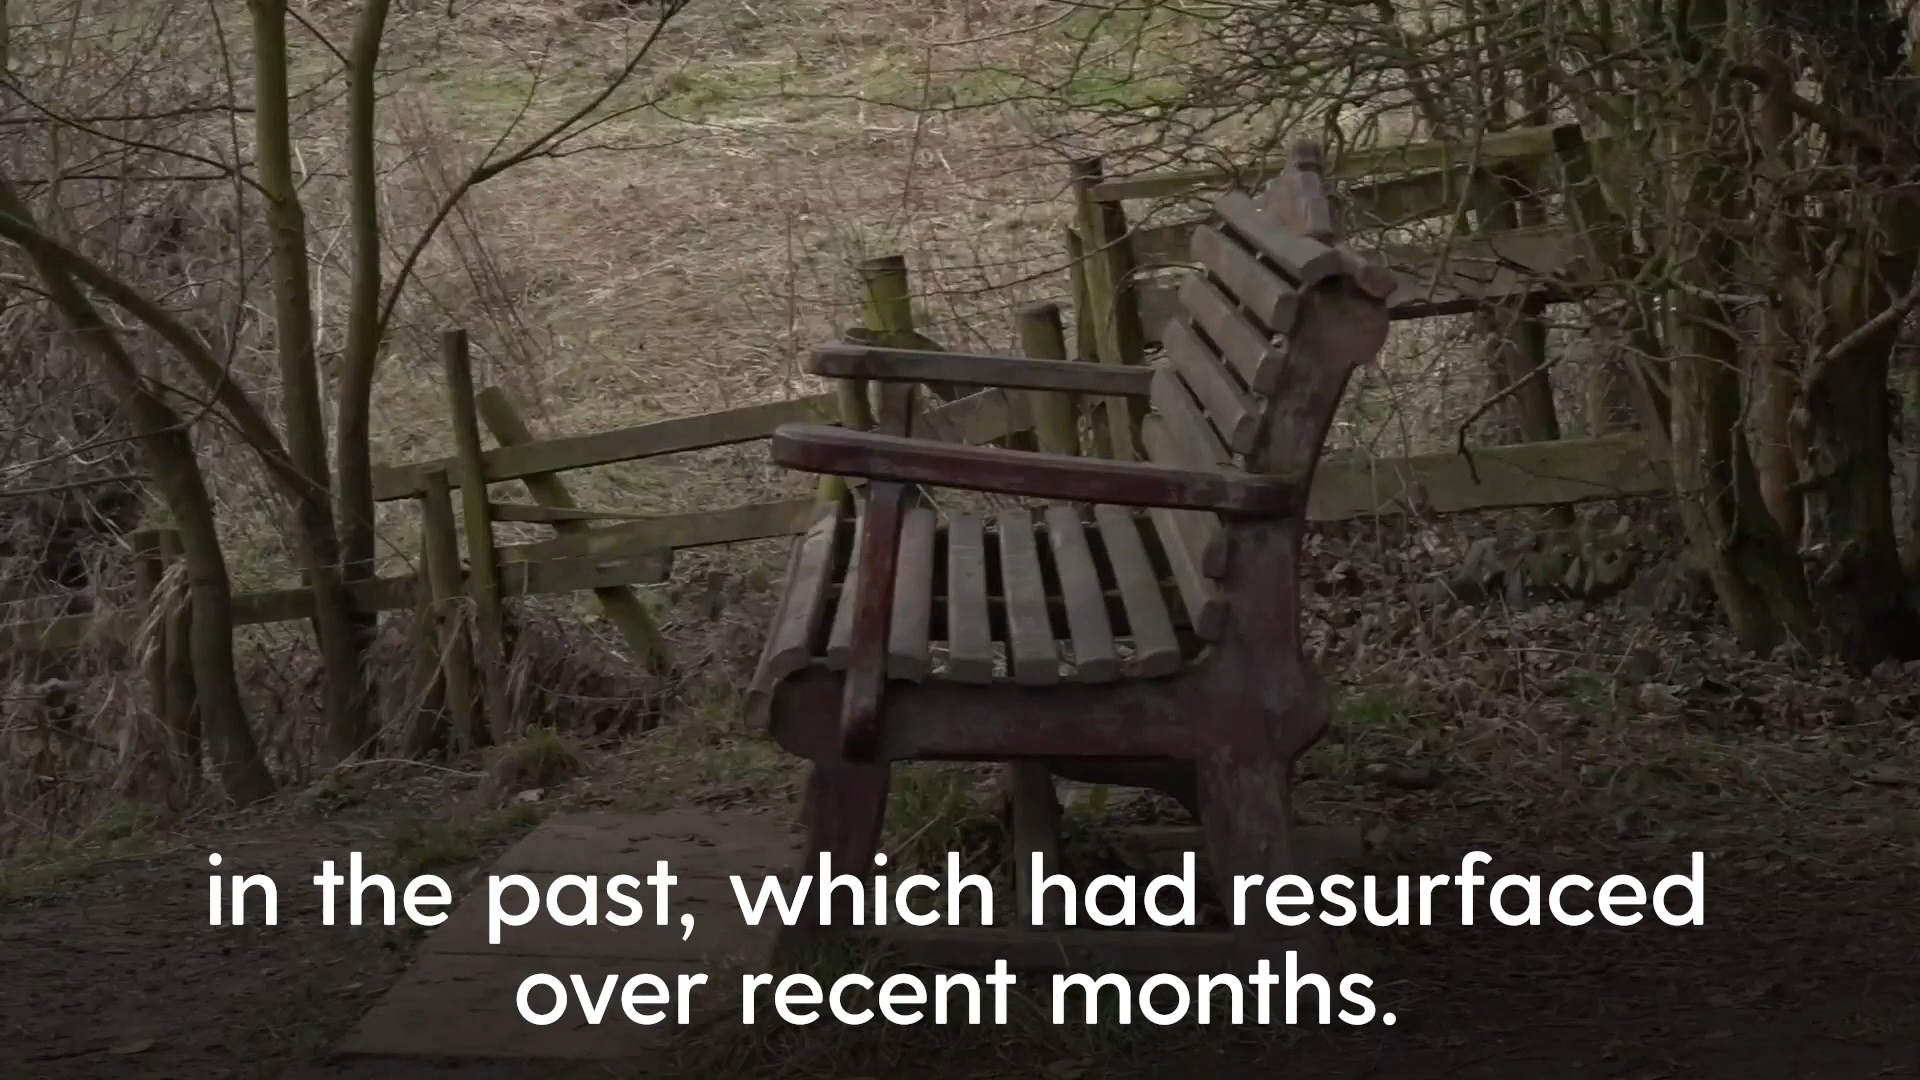 in the past, which had resurfaced
over recent months.